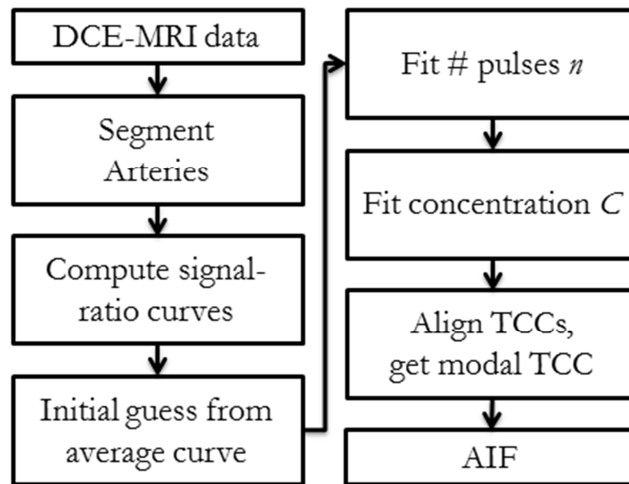 DCE-MRI data
Segment
Arteries
Compute signal-
ratio curves
Initial guess from
average curve
Fit # pulses n
Fit concentration C
Align TCCs,
get modal TCC
AIF